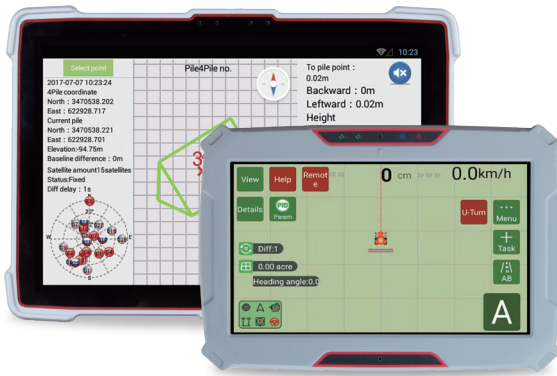 10:23
Select point
2017-07-07 10:23:24
4Pile coordinate
North : 3470538.202
East : 622928.717
Current pile
North : 3470538.221
East : 622928.701
Elevation:-94.75m
Baseline difference : 0m
Satellite amount15satellites
Status:Fixed
Diff delay : 1s
N
30°
W
E
S
Pile4Pile no.
To pile point :
0.02m
Backward : 0m
Leftward : 0.02m
Height
View
Help
Remot
e
<<
0 cm >>>>
0.0km/h
Details
PID
Param
U-Turn
Menu
Task
AB
Diff:1
0.00 acre
Heading angle:0.0
A